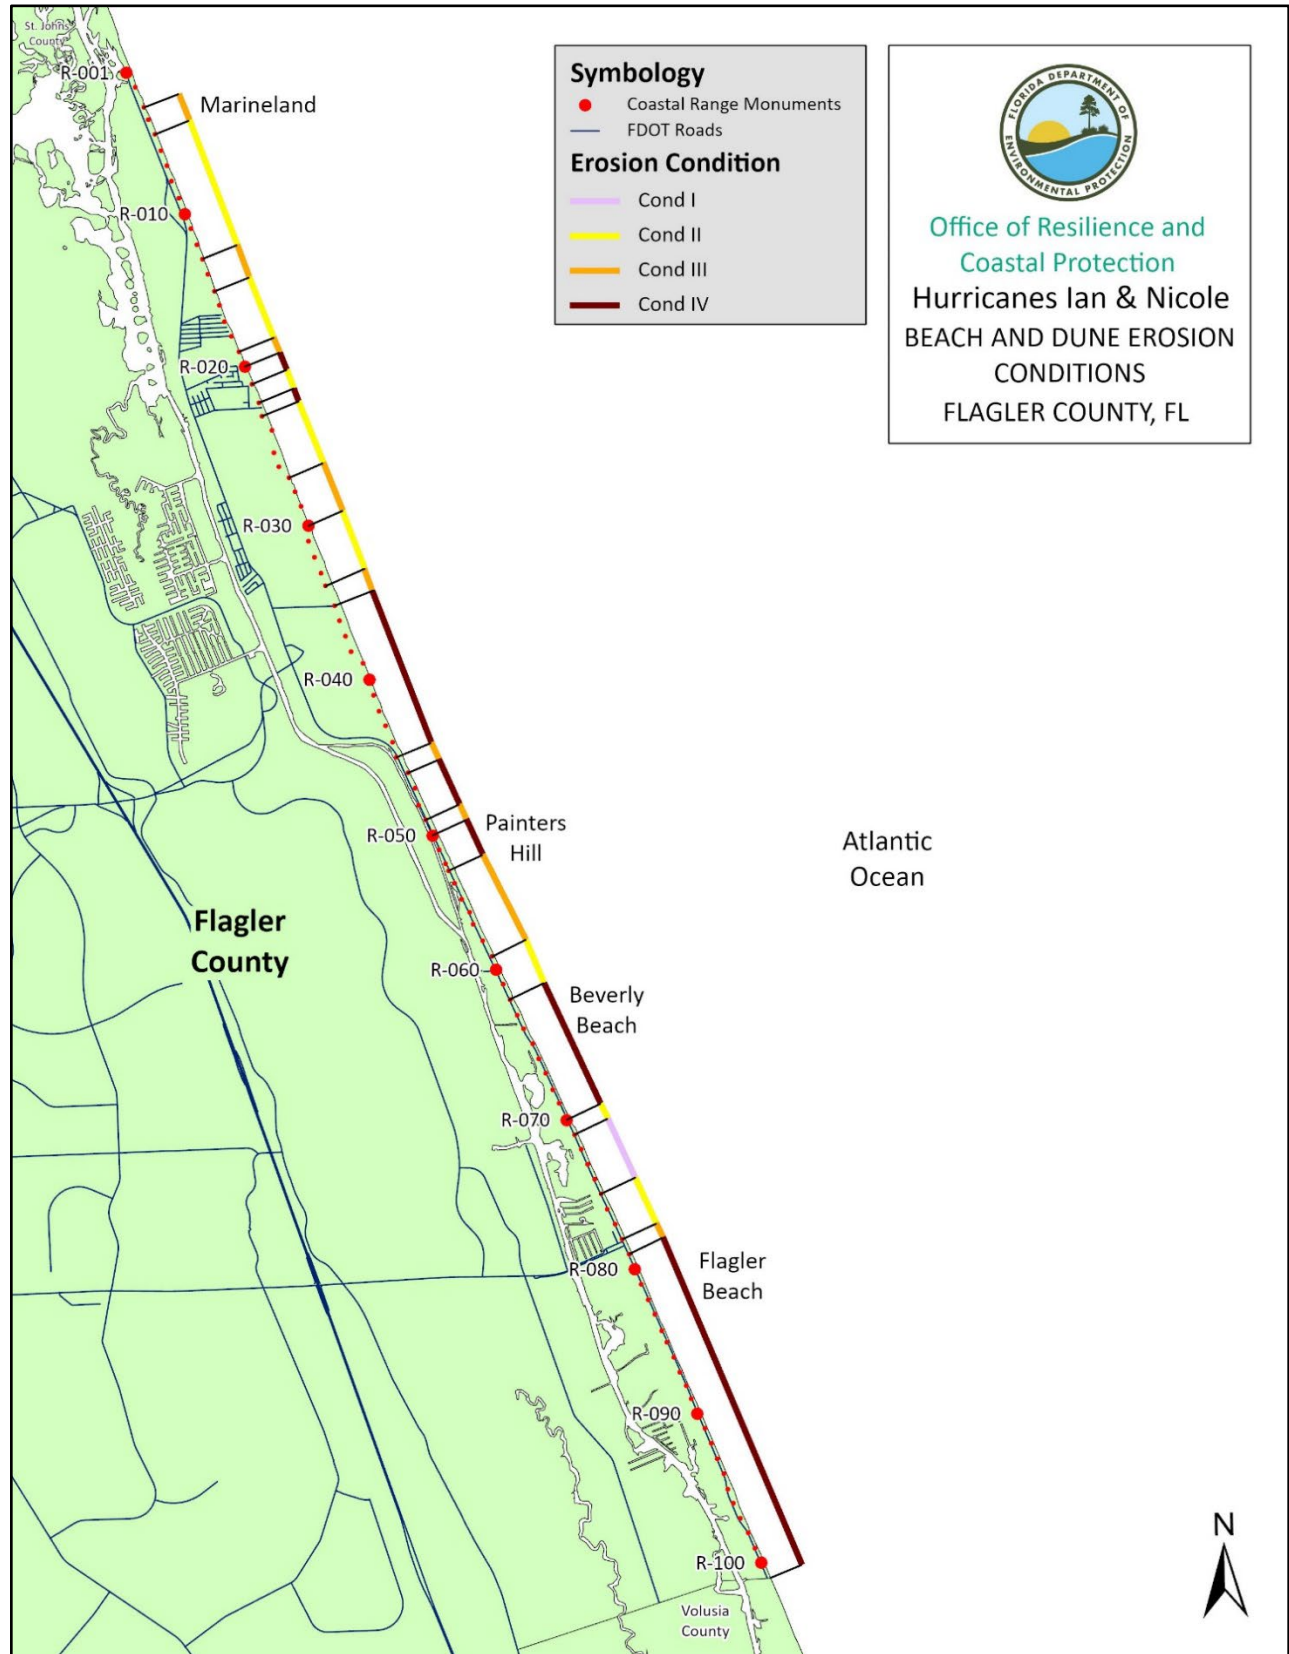 St. Johns
County
R-001
Marineland
R-010
R-020
R-030
R-040
R-050
Painters
Hill
R-060
Beverly
Beach
R-070
R-080
Flagler
Beach
R-090
R-100
Volusia
County
Flagler
County
Atlantic
Ocean
Symbology
Coastal Range Monuments
FDOT Roads
Erosion Condition
Cond I
Cond II
Cond III
Cond IV
FLORIDA DEPARTMENT OF
ENVIRONMENTAL PROTECTION
Office of Resilience and
Coastal Protection
Hurricanes Ian & Nicole
BEACH AND DUNE EROSION
CONDITIONS
FLAGLER COUNTY, FL
N